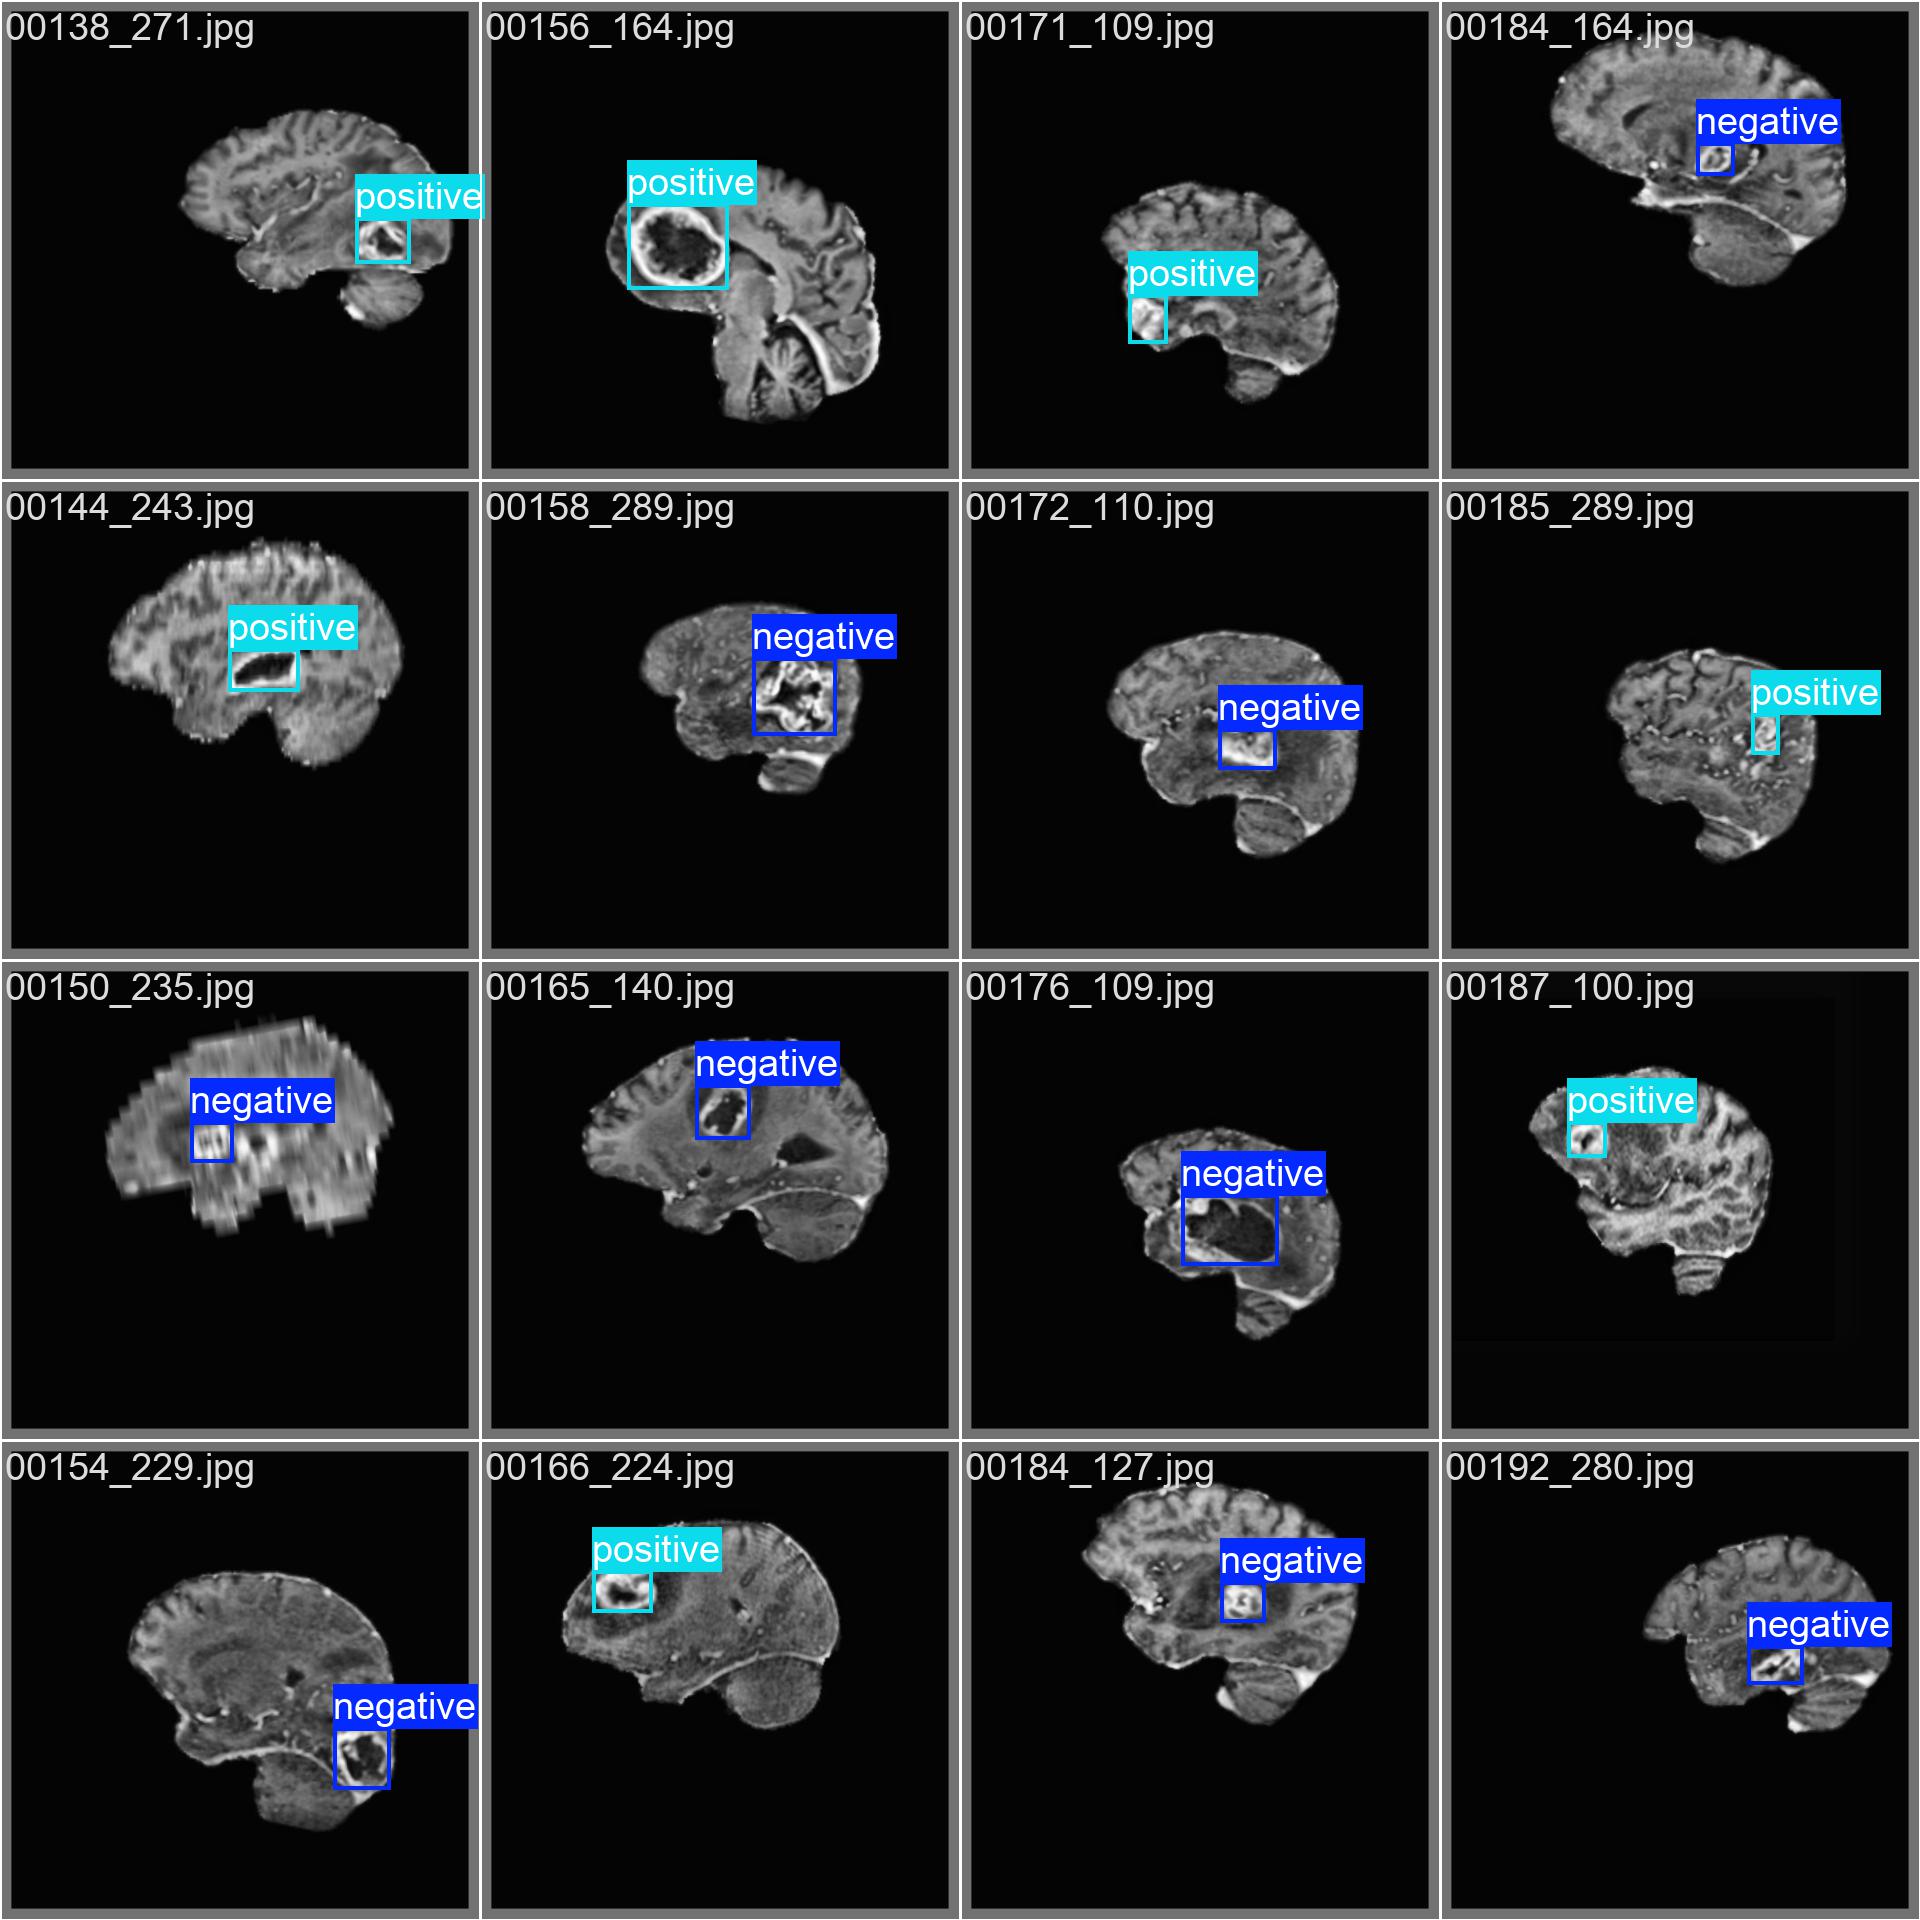 00138_271.jpg
positive
00156_164.jpg
positive
00171_109.jpg
positive
00184_164.jpg
negative
00144_243.jpg
positive
00158_289.jpg
negative
00172_110.jpg
negative
00185_289.jpg
positive
00150_235.jpg
negative
00165_140.jpg
negative
00176_109.jpg
negative
00187_100.jpg
positive
00154_229.jpg
negative
00166_224.jpg
positive
00184_127.jpg
negative
00192_280.jpg
negative